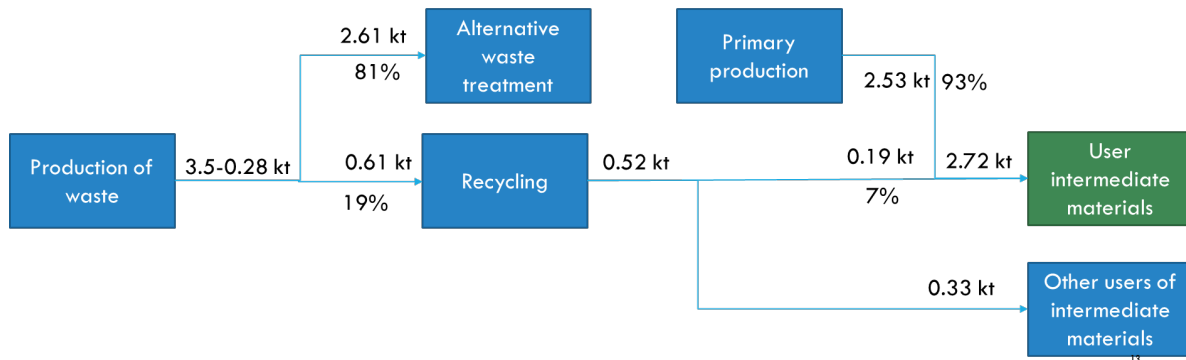 2.61 kt
81%
Alternative
waste
treatment
Primary
production
2.53 kt
93%
Production of
waste
3.5-0.28 kt
0.61 kt
19%
Recycling
0.52 kt
0.19 kt
7%
2.72 kt
User
intermediate
materials
0.33 kt
Other users of
intermediate
materials